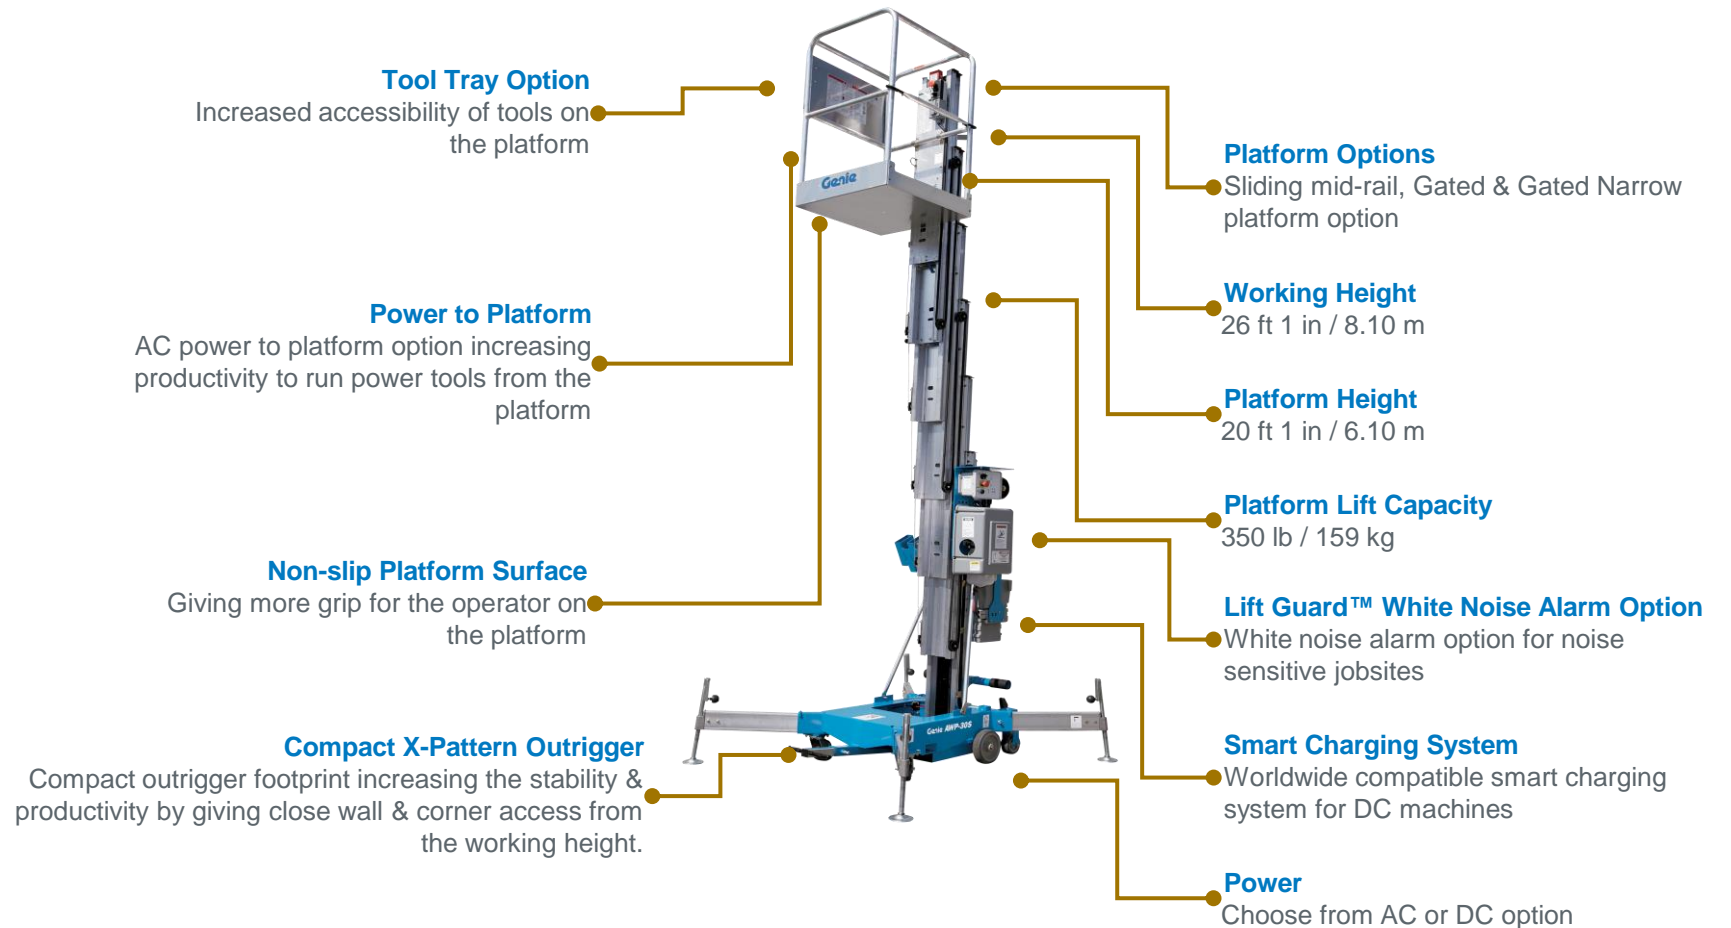 Tool Tray Option
Increased accessibility of tools on
the platform
Power to Platform
AC power to platform option increasing
productivity to run power tools from the
platform
Non-slip Platform Surface
Giving more grip for the operator on
the platform
Compact X-Pattern Outrigger
Compact outrigger footprint increasing the stability &
productivity by giving close wall & corner access from
the working height.
Genie
Genie AWP-30S
Platform Options
Sliding mid-rail, Gated & Gated Narrow
platform option
Working Height
26 ft 1 in / 8.10 m
Platform Height
20 ft 1 in / 6.10 m
Platform Lift Capacity
350 lb / 159 kg
Lift Guard™ White Noise Alarm Option
White noise alarm option for noise
sensitive jobsites
Smart Charging System
Worldwide compatible smart charging
system for DC machines
Power
Choose from AC or DC option